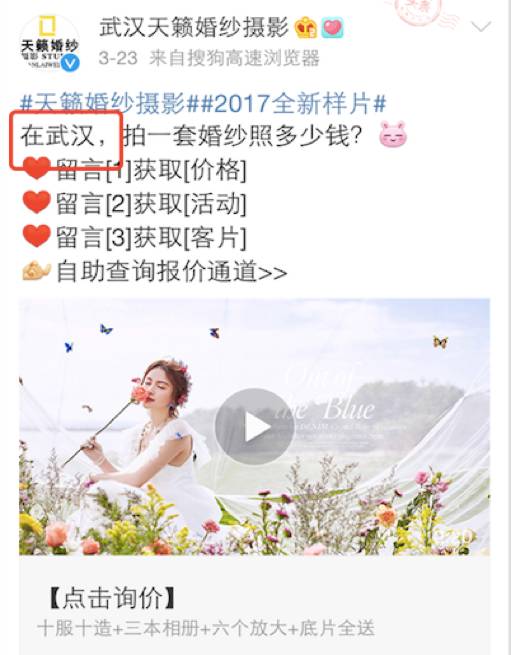 武汉天籁婚纱摄影
天籁婚纱
3-23 来自搜狗高速浏览器
#天籁婚纱摄影##2017全新样片#
在武汉，拍一套婚纱照多少钱？
留言[1]获取[价格]
留言[2]获取[活动]
留言[3]获取[客片]
自助查询报价通道>>
Out of
the Blue
【点击询价】
十服十造+三本相册+六个放大+底片全送